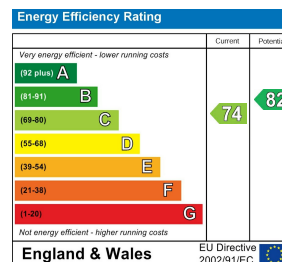 Energy Efficiency Rating
Current
Very energy efficient - lower running costs
(92 plus) A
(81-91) B
(69-80) C
(55-68) D
(39-54) E
(21-38) F
(1-20) G
74
82
Not energy efficient - higher running costs
England & Wales
EU Directive
2002/91/EC